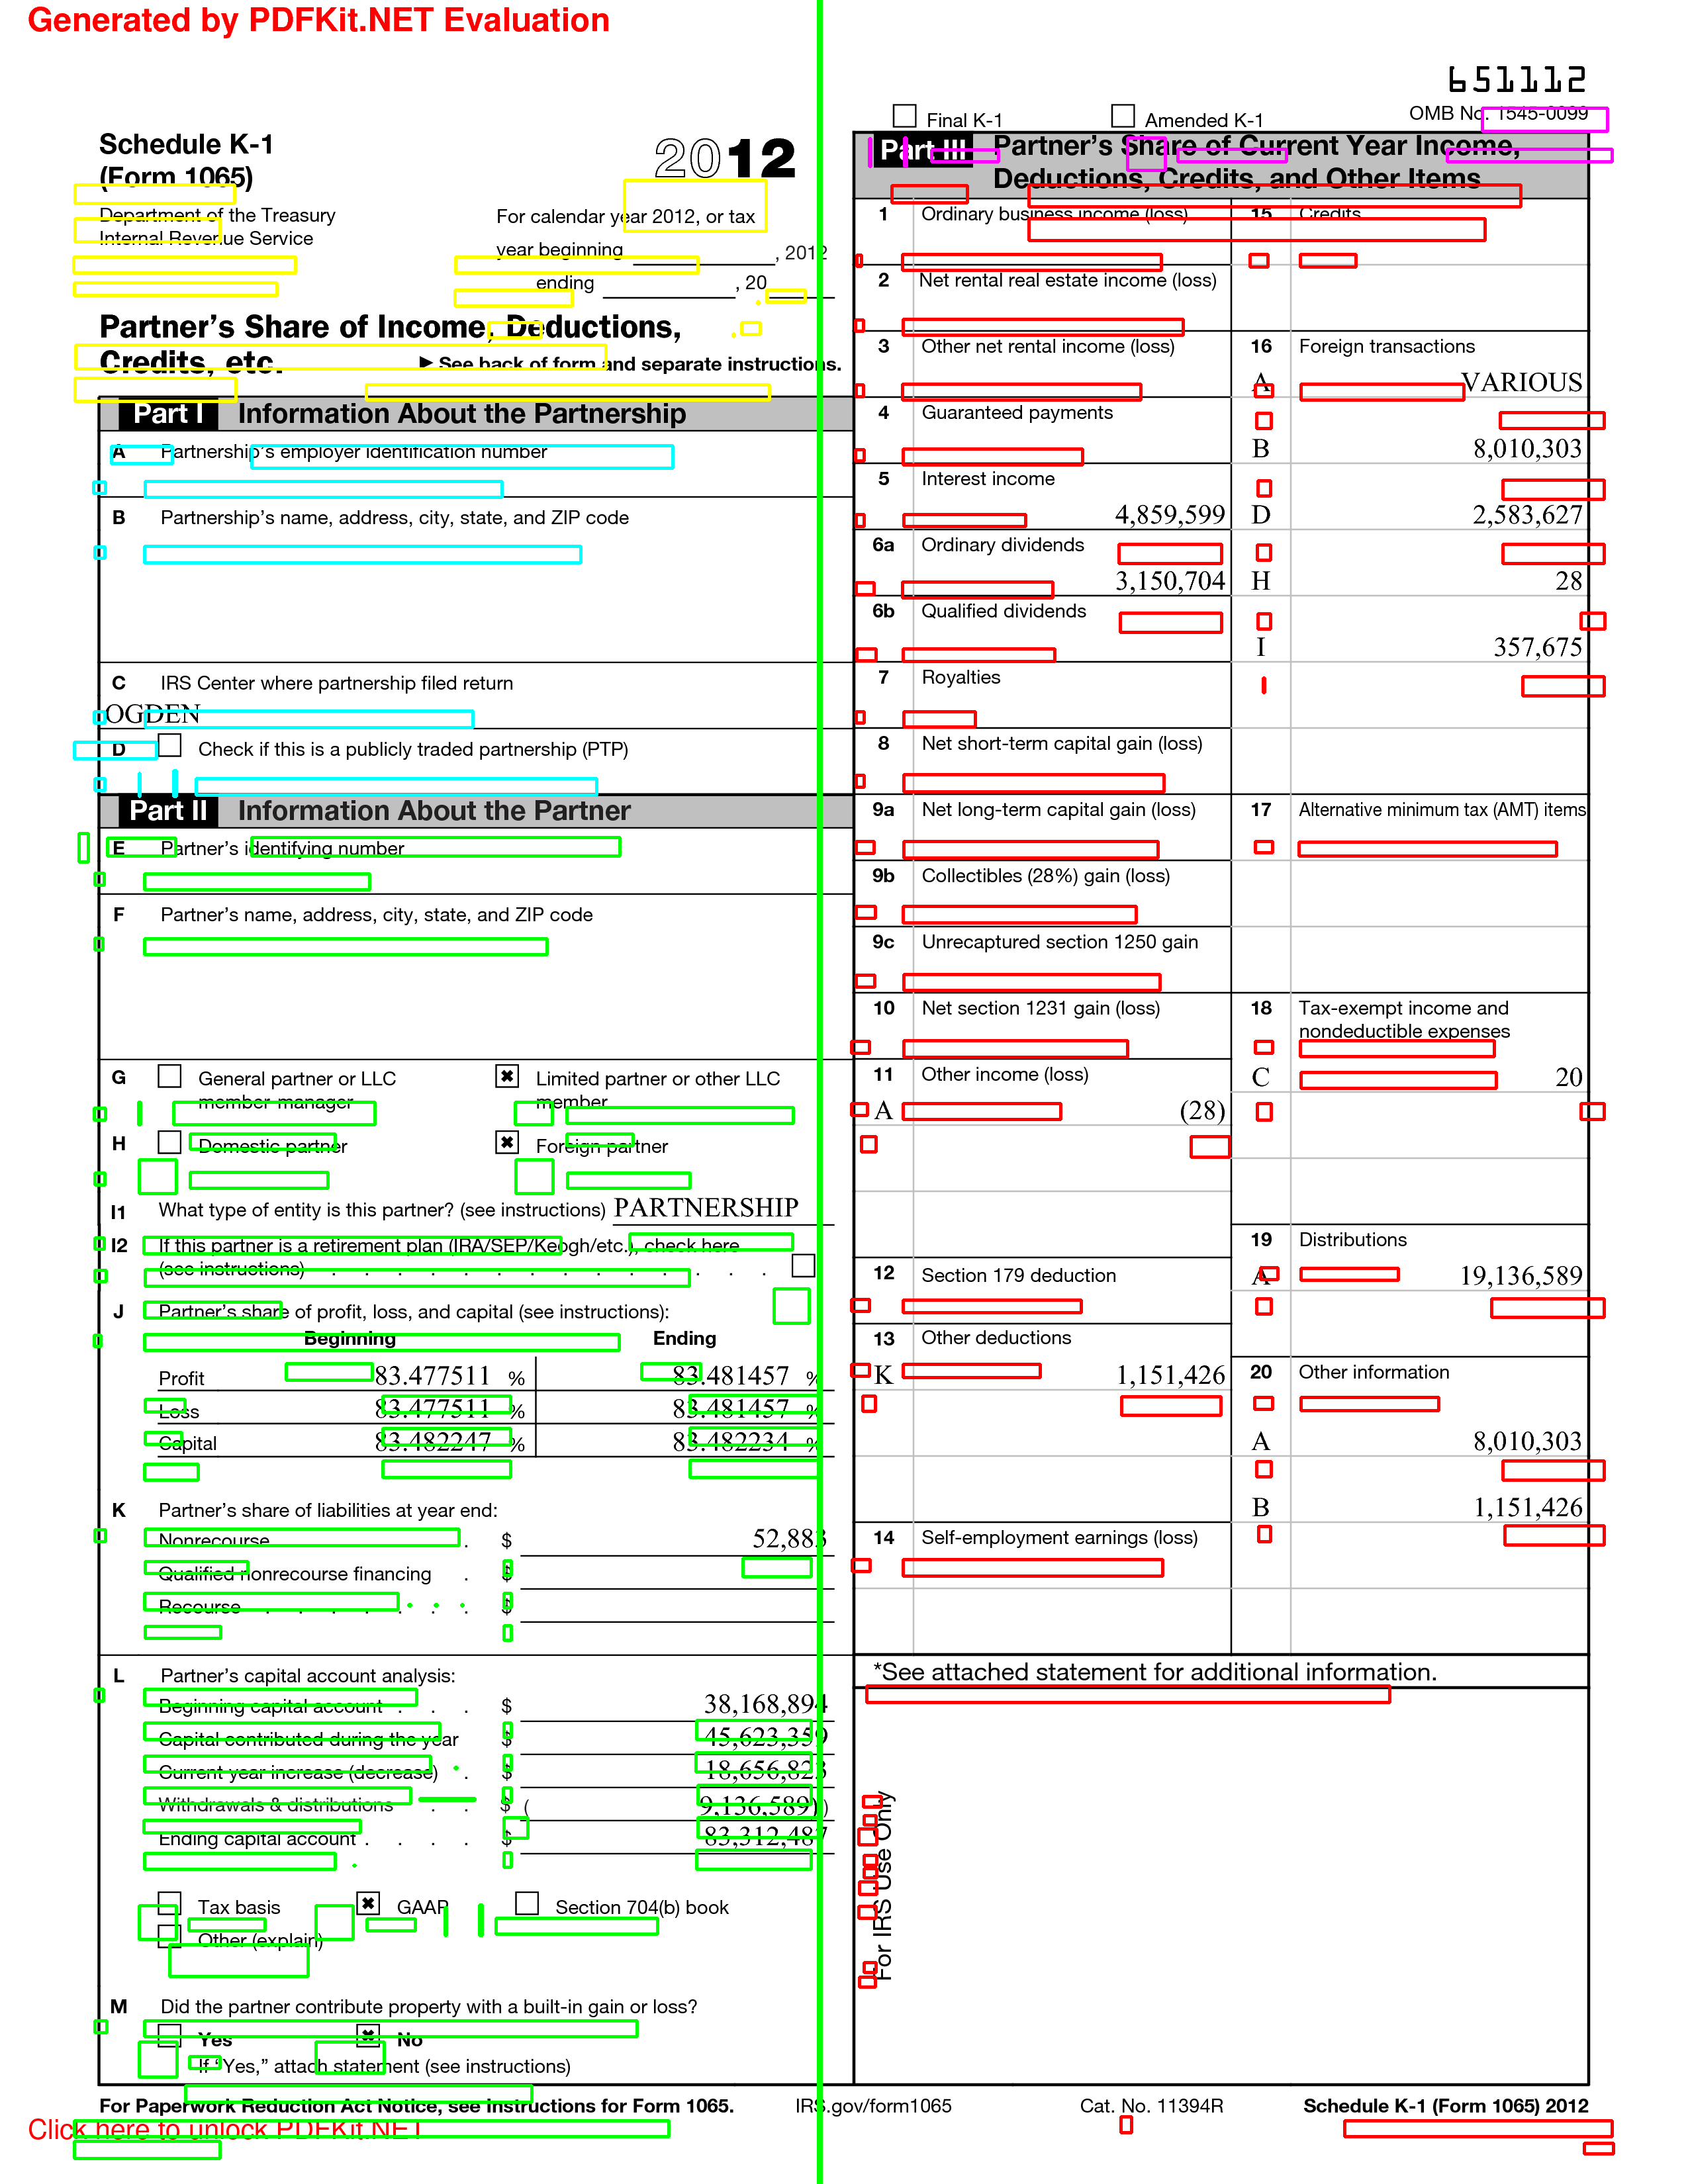 Generated by PDFKit.NET Evaluation
651112
Final K-1
Amended K-1
OMB No. 1545-0099
Schedule K-1
(Form 1065)
2012
Department of the Treasury
Internal Revenue Service
For calendar year 2012, or tax
year beginning , 2012
ending , 20
Partner's Share of Income, Deductions,
Credits, etc.
► See back of form and separate instructions.
Part I Information About the Partnership
A Partnership's employer identification number
B Partnership's name, address, city, state, and ZIP code
C IRS Center where partnership filed return
OGDEN
D Check if this is a publicly traded partnership (PTP)
Part II Information About the Partner
E Partner's identifying number
F Partner's name, address, city, state, and ZIP code
G General partner or LLC member-manager
Limited partner or other LLC member
H Domestic partner
Foreign partner
I1 What type of entity is this partner? (see instructions) PARTNERSHIP
I2 If this partner is a retirement plan (IRA/SEP/Keogh/etc.), check here
(see instructions) . . . . . . . . . . . . . .
J Partner's share of profit, loss, and capital (see instructions):
Beginning Ending
Profit 83.477511 % 83.481457 %
Loss 83.477511 % 83.481457 %
Capital 83.482247 % 83.482234 %
K Partner's share of liabilities at year end:
Nonrecourse . $ 52,883
Qualified nonrecourse financing . $
Recourse . . . . . . . $
L Partner's capital account analysis:
Beginning capital account . . . $ 38,168,894
Capital contributed during the year $ 45,623,359
Current year increase (decrease) . $ 18,656,823
Withdrawals & distributions . . $ ( 9,136,589))
Ending capital account . . . . $ 83,312,487
Tax basis
GAAP
Section 704(b) book
Other (explain)
M Did the partner contribute property with a built-in gain or loss?
Yes
No
If "Yes," attach statement (see instructions)
Part III Partner's Share of Current Year Income,
Deductions, Credits, and Other Items
1 Ordinary business income (loss)
15 Credits
2 Net rental real estate income (loss)
3 Other net rental income (loss)
16 Foreign transactions
A VARIOUS
4 Guaranteed payments
B 8,010,303
5 Interest income
4,859,599
D 2,583,627
6a Ordinary dividends
3,150,704
H 28
6b Qualified dividends
I 357,675
7 Royalties
8 Net short-term capital gain (loss)
9a Net long-term capital gain (loss)
17 Alternative minimum tax (AMT) items
9b Collectibles (28%) gain (loss)
9c Unrecaptured section 1250 gain
10 Net section 1231 gain (loss)
18 Tax-exempt income and
nondeductible expenses
11 Other income (loss)
C 20
A (28)
19 Distributions
12 Section 179 deduction
A 19,136,589
13 Other deductions
K 1,151,426
20 Other information
A 8,010,303
B 1,151,426
14 Self-employment earnings (loss)
*See attached statement for additional information.
For IRS Use Only
For Paperwork Reduction Act Notice, see Instructions for Form 1065.
IRS.gov/form1065
Cat. No. 11394R
Schedule K-1 (Form 1065) 2012
Click here to unlock PDFKit.NET